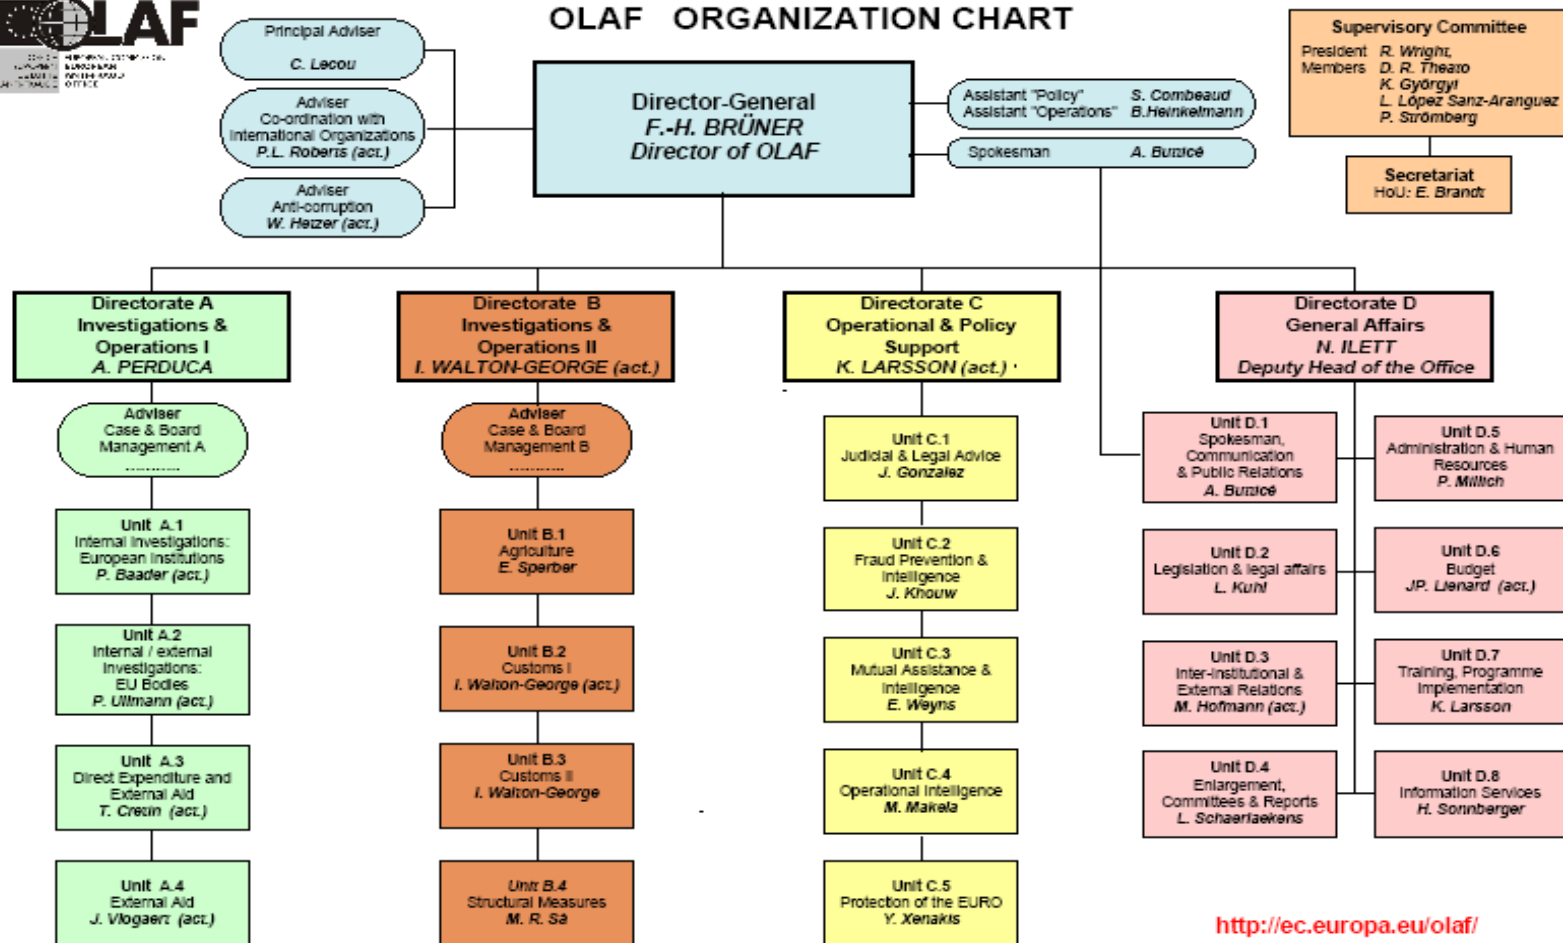 OLAF
OLAF ORGANIZATION CHART
Principal Adviser
C. Lecou
Adviser
Co-ordination with
International Organizations
P.L. Roberts (act.)
Adviser
Anti-corruption
W. Hetzer (act.)
Director-General
F.-H. BRÜNER
Director of OLAF
Assistant "Policy" S. Combeaud
Assistant "Operations" B.Heinkelmann
Spokesman A. Butticé
Supervisory Committee
President R. Wright,
Members D. R. Theato
K. Györgyi
L. López Sanz-Aranguez
P. Strömberg
Secretariat
HoU: E. Brandt
Directorate A
Investigations &
Operations I
A. PERDUCA
Adviser
Case & Board
Management A
............
Unit A.1
Internal Investigations:
European Institutions
P. Baader (act.)
Unit A.2
Internal / external
Investigations:
EU Bodies
P. Ullmann (act.)
Unit A.3
Direct Expenditure and
External Aid
T. Cretin (act.)
Unit A.4
External Aid
J. Vlogaert (act.)
Directorate B
Investigations &
Operations II
I. WALTON-GEORGE (act.)
Adviser
Case & Board
Management B
............
Unit B.1
Agriculture
E. Sperber
Unit B.2
Customs I
I. Walton-George (act.)
Unit B.3
Customs II
I. Walton-George
Unit B.4
Structural Measures
M. R. Sà
Directorate C
Operational & Policy
Support
K. LARSSON (act.)
Unit C.1
Judicial & Legal Advice
J. Gonzalez
Unit C.2
Fraud Prevention &
Intelligence
J. Khouw
Unit C.3
Mutual Assistance &
Intelligence
E. Weyns
Unit C.4
Operational Intelligence
M. Makela
Unit C.5
Protection of the EURO
Y. Xenakis
Directorate D
General Affairs
N. ILETT
Deputy Head of the Office
Unit D.1
Spokesman,
Communication
& Public Relations
A. Butticé
Unit D.2
Legislation & legal affairs
L. Kuhl
Unit D.3
Inter-Institutional &
External Relations
M. Hofmann (act.)
Unit D.4
Enlargement,
Committees & Reports
L. Schaerlaekens
Unit D.5
Administration & Human
Resources
P. Millich
Unit D.6
Budget
JP. Lienard (act.)
Unit D.7
Training, Programme
Implementation
K. Larsson
Unit D.8
Information Services
H. Sonnberger
http://ec.europa.eu/olaf/